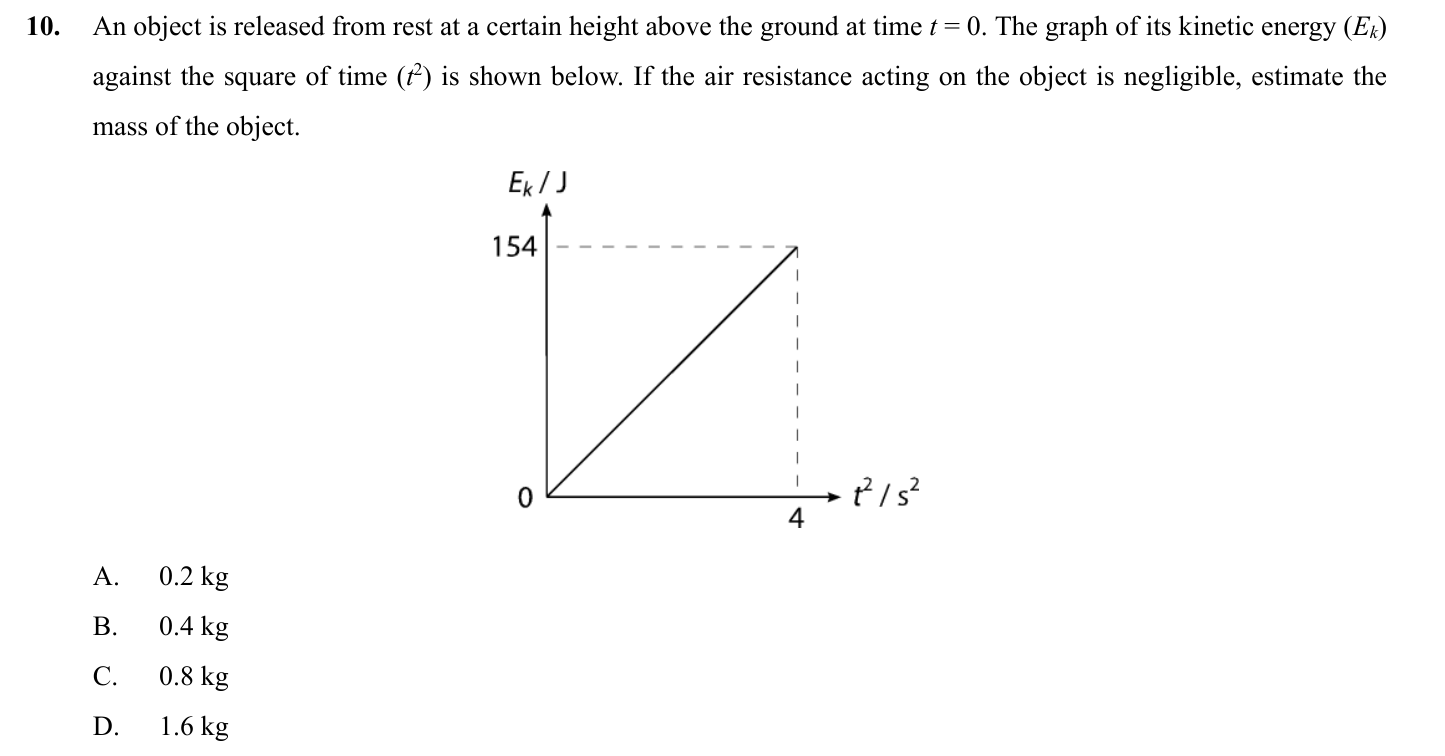 10. An object is released from rest at a certain height above the ground at time t = 0. The graph of its kinetic energy (Eₖ)
against the square of time (t²) is shown below. If the air resistance acting on the object is negligible, estimate the
mass of the object.
Eₖ / J
154
0
4
t² / s²
A. 0.2 kg
B. 0.4 kg
C. 0.8 kg
D. 1.6 kg